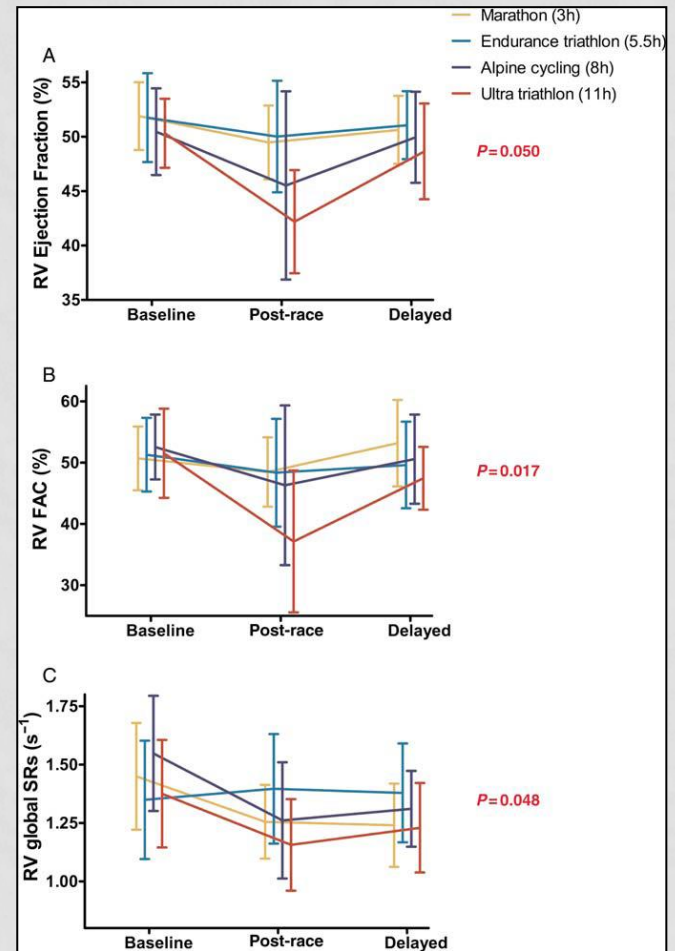 Marathon (3h)
Endurance triathlon (5.5h)
Alpine cycling (8h)
Ultra triathlon (11h)
A
RV Ejection Fraction (%)
55
50
45
40
35
Baseline Post-race Delayed
P=0.050
B
RV FAC (%)
60
50
40
30
Baseline Post-race Delayed
P=0.017
C
RV global SRs (s⁻¹)
1.75
1.50
1.25
1.00
Baseline Post-race Delayed
P=0.048